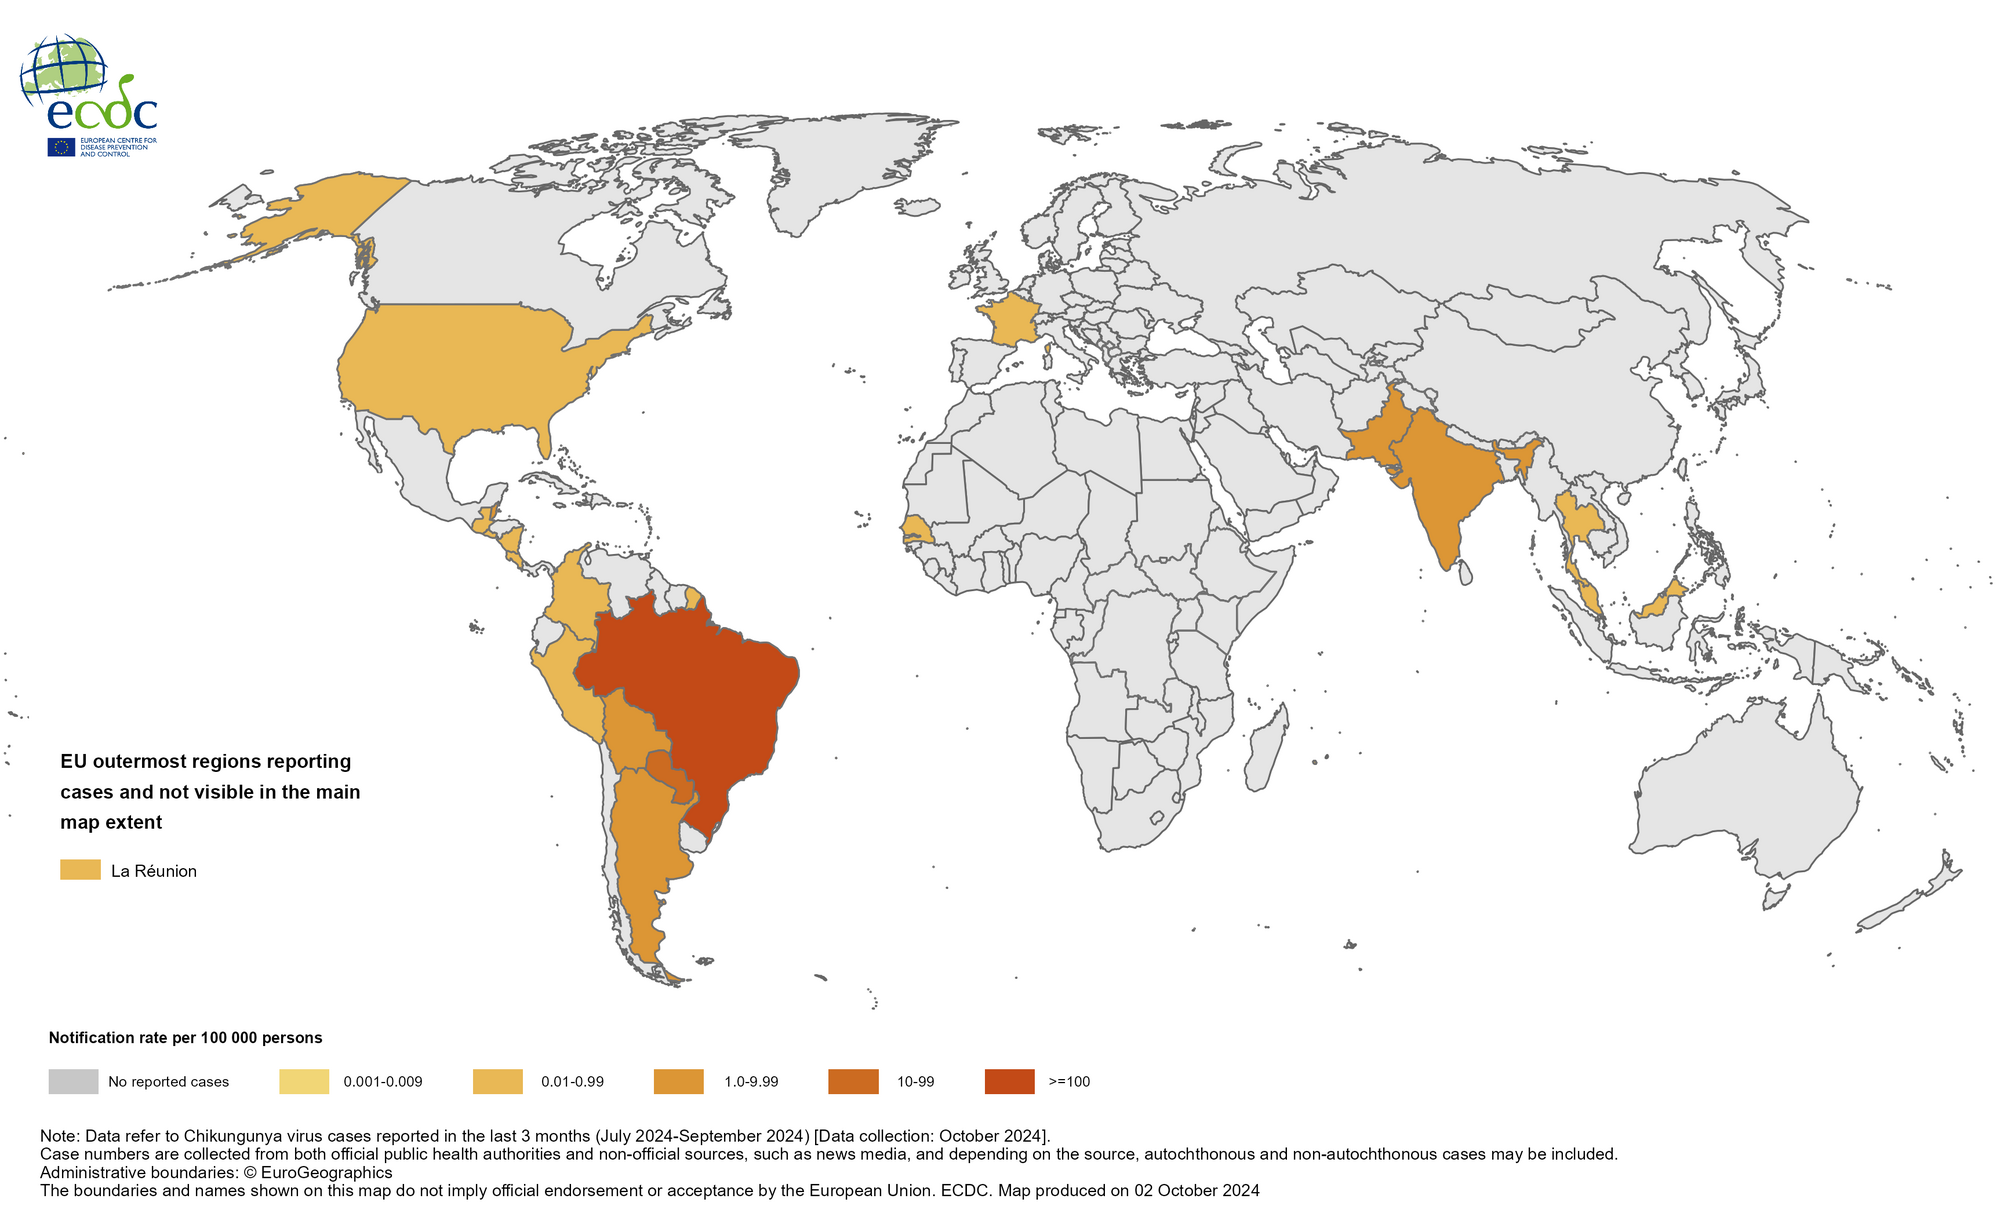 ecdc
EUROPEAN CENTRE FOR
DISEASE PREVENTION
AND CONTROL
EU outermost regions reporting
cases and not visible in the main
map extent
La Réunion
Notification rate per 100 000 persons
No reported cases
0.001-0.009
0.01-0.99
1.0-9.99
10-99
>=100
Note: Data refer to Chikungunya virus cases reported in the last 3 months (July 2024-September 2024) [Data collection: October 2024].
Case numbers are collected from both official public health authorities and non-official sources, such as news media, and depending on the source, autochthonous and non-autochthonous cases may be included.
Administrative boundaries: © EuroGeographics
The boundaries and names shown on this map do not imply official endorsement or acceptance by the European Union. ECDC. Map produced on 02 October 2024